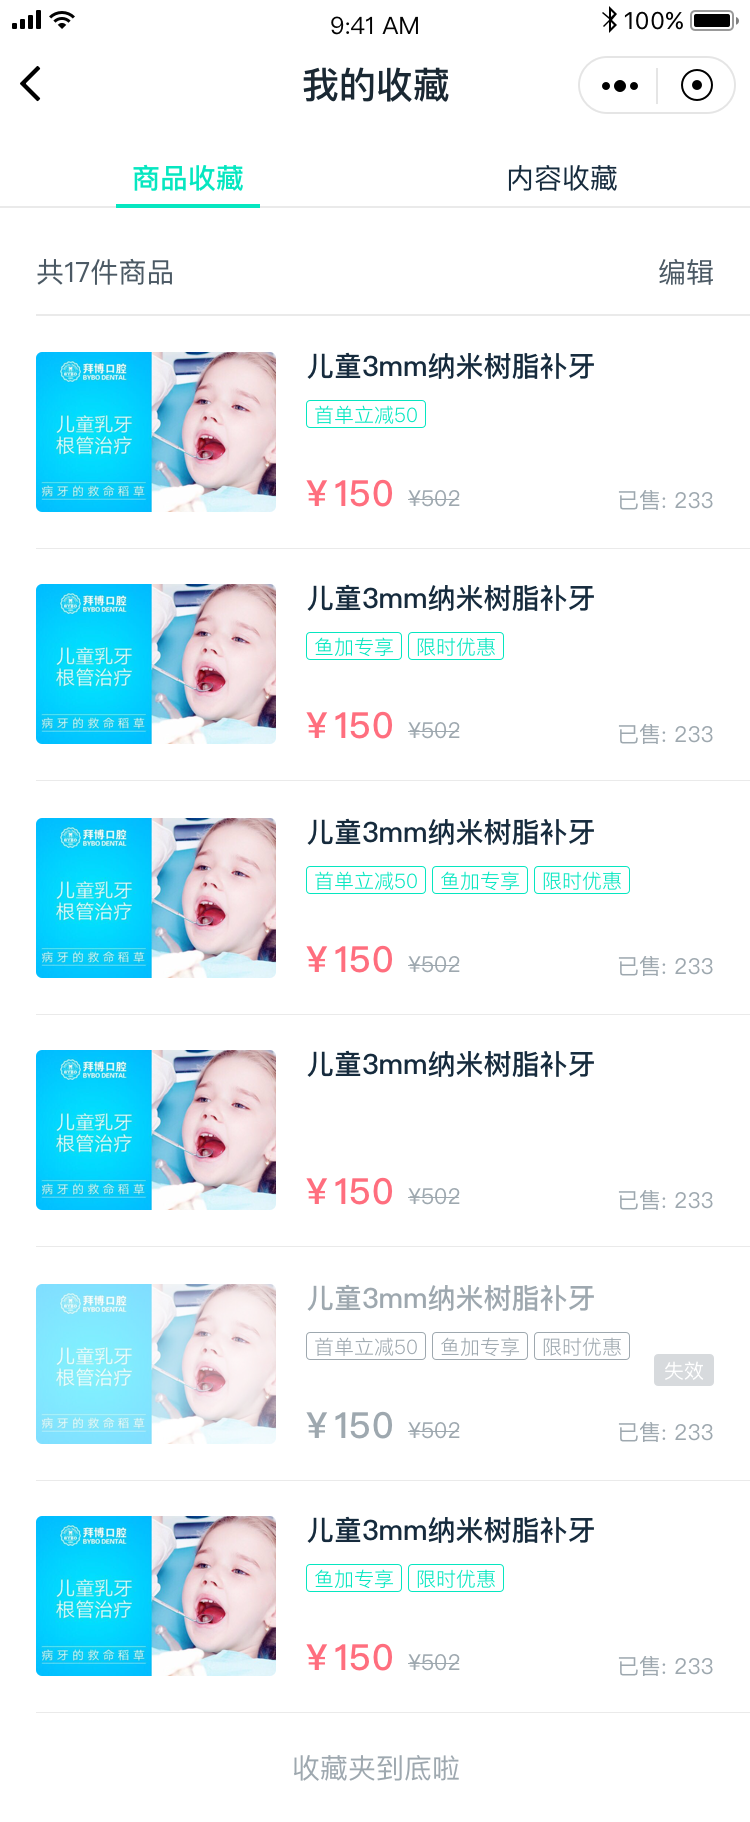 9:41 AM
100%
我的收藏
商品收藏
内容收藏
共17件商品
编辑
拜博口腔
BYBO DENTAL
儿童乳牙
根管治疗
病牙的救命稻草
儿童3mm纳米树脂补牙
首单立减50
¥150 ¥502
已售: 233
拜博口腔
BYBO DENTAL
儿童乳牙
根管治疗
病牙的救命稻草
儿童3mm纳米树脂补牙
鱼加专享 限时优惠
¥150 ¥502
已售: 233
拜博口腔
BYBO DENTAL
儿童乳牙
根管治疗
病牙的救命稻草
儿童3mm纳米树脂补牙
首单立减50 鱼加专享 限时优惠
¥150 ¥502
已售: 233
拜博口腔
BYBO DENTAL
儿童乳牙
根管治疗
病牙的救命稻草
儿童3mm纳米树脂补牙
¥150 ¥502
已售: 233
拜博口腔
BYBO DENTAL
儿童乳牙
根管治疗
病牙的救命稻草
儿童3mm纳米树脂补牙
首单立减50 鱼加专享 限时优惠
失效
¥150 ¥502
已售: 233
拜博口腔
BYBO DENTAL
儿童乳牙
根管治疗
病牙的救命稻草
儿童3mm纳米树脂补牙
鱼加专享 限时优惠
¥150 ¥502
已售: 233
收藏夹到底啦